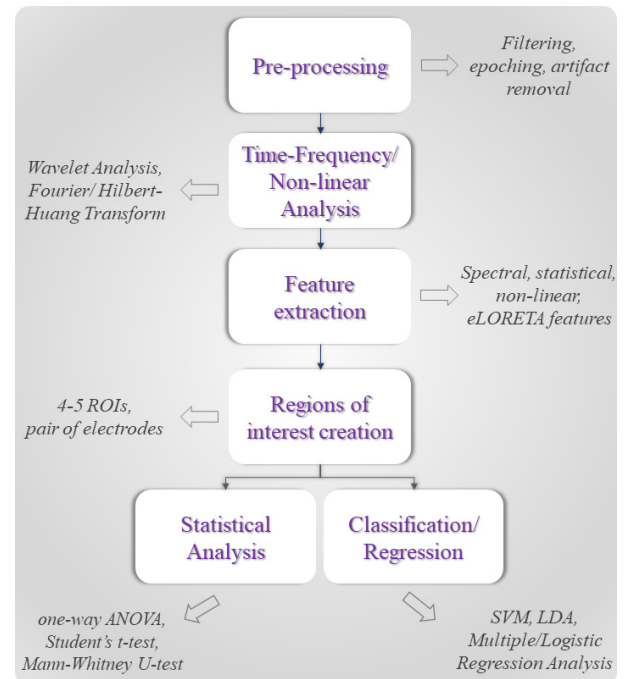 Pre-processing
Filtering,
epoching, artifact
removal
Time-Frequency/
Non-linear
Analysis
Wavelet Analysis,
Fourier/ Hilbert-
Huang Transform
Feature
extraction
Spectral, statistical,
non-linear,
eLORETA features
Regions of
interest creation
4-5 ROIs,
pair of electrodes
Statistical
Analysis
Classification/
Regression
one-way ANOVA,
Student's t-test,
Mann-Whitney U-test
SVM, LDA,
Multiple/Logistic
Regression Analysis